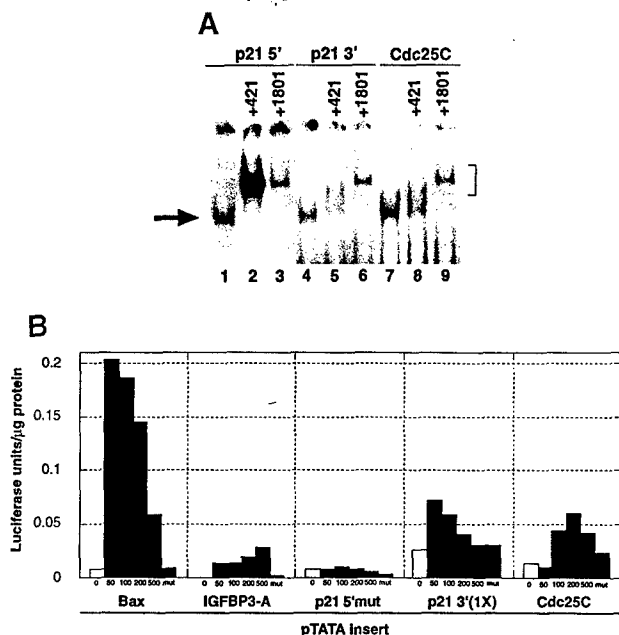 A
p21 5' p21 3' Cdc25C
+421 +1801 +421 +1801 +421 +1801
1 2 3 4 5 6 7 8 9
B
Luciferase units/µg protein
0.2
0.15
0.1
0.05
0
0 50 100 200 500 mut 0 50 100 200 500 mut 0 50 100 200 500 mut 0 50 100 200 500 mut 0 50 100 200 500 mut
Bax IGFBP3-A p21 5'mut p21 3'(1X) Cdc25C
pTATA insert